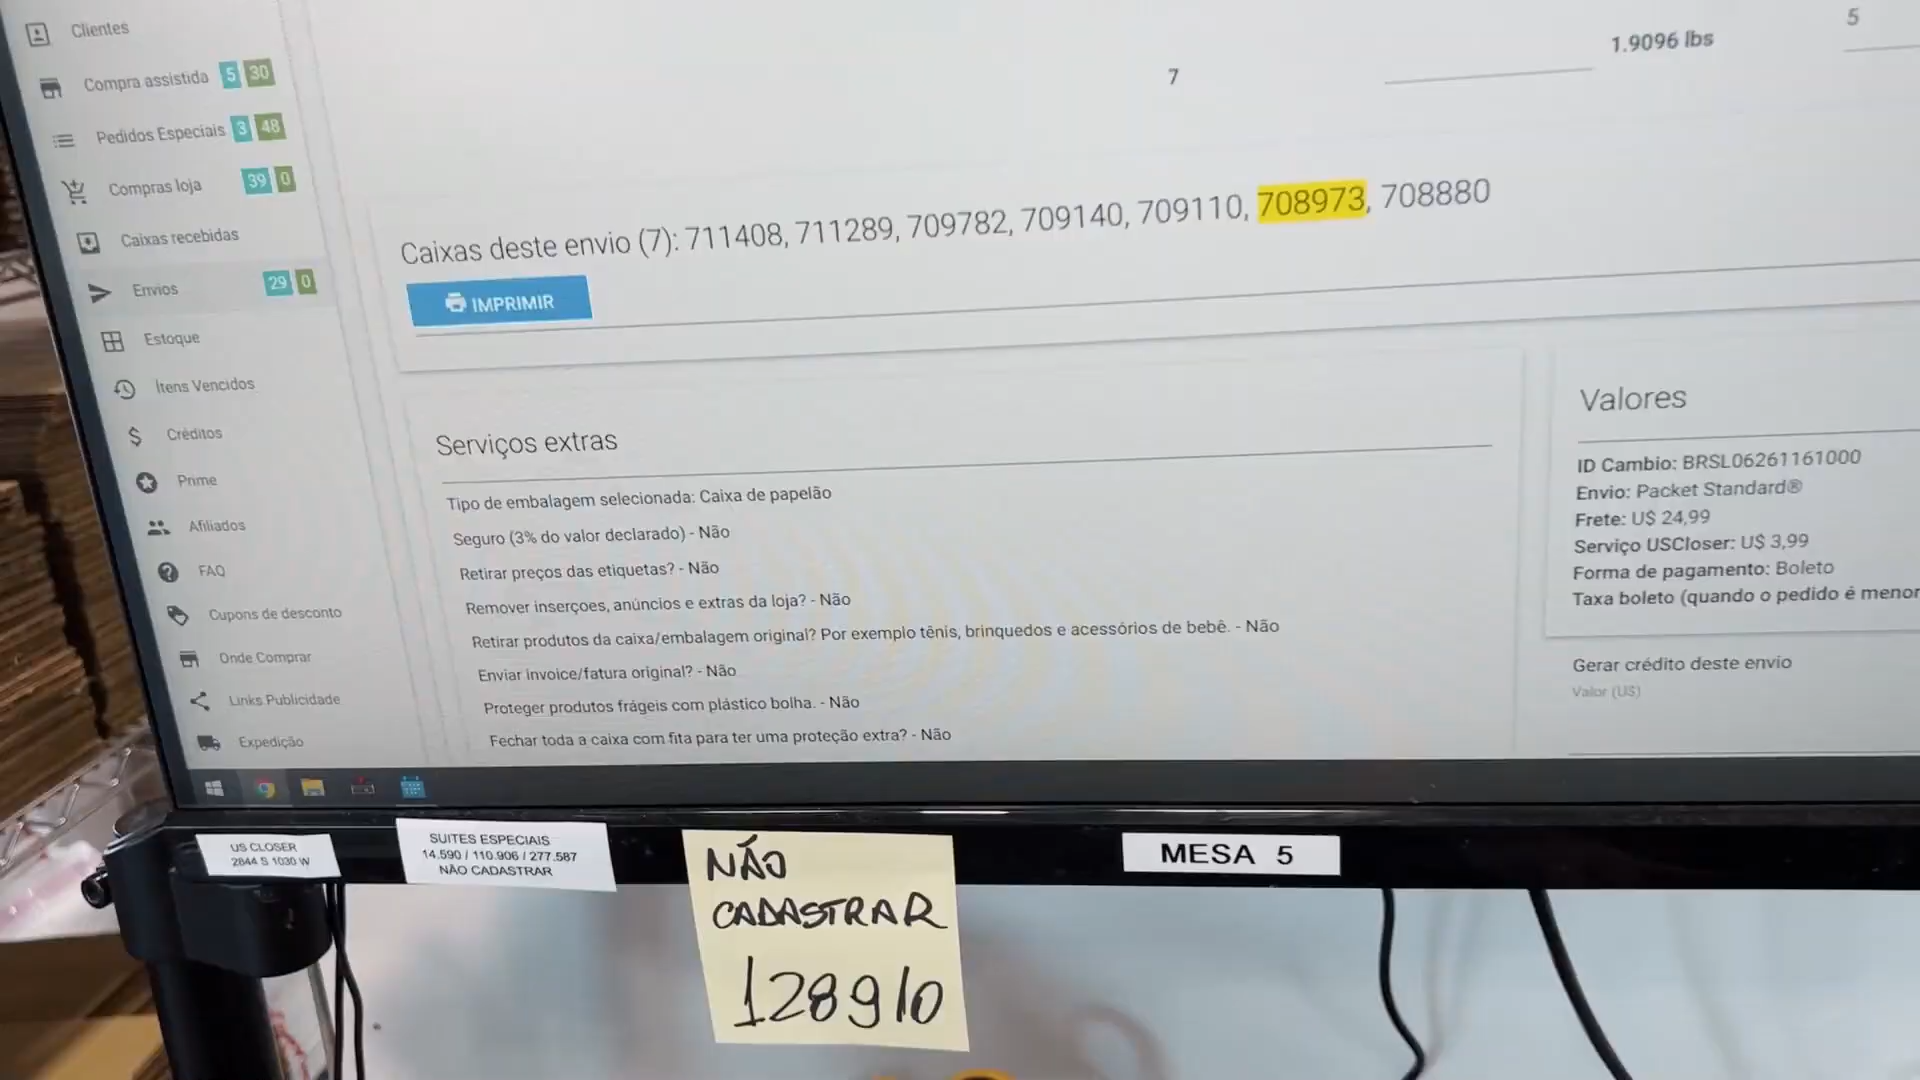 Clientes
Compra assistida 5 30
Pedidos Especiais 3 48
Compras loja 39 0
Caixas recebidas
Envios 29 0
Estoque
Itens Vencidos
Créditos
Prime
Afiliados
FAQ
Cupons de desconto
Onde Comprar
Links Publicidade
Expedição
7
1.9096 lbs
5
Caixas deste envio (7): 711408, 711289, 709782, 709140, 709110, 708973, 708880
IMPRIMIR
Serviços extras
Tipo de embalagem selecionada: Caixa de papelão
Seguro (3% do valor declarado) - Não
Retirar preços das etiquetas? - Não
Remover inserçoes, anúncios e extras da loja? - Não
Retirar produtos da caixa/embalagem original? Por exemplo tênis, brinquedos e acessórios de bebê. - Não
Enviar invoice/fatura original? - Não
Proteger produtos frágeis com plástico bolha. - Não
Fechar toda a caixa com fita para ter uma proteção extra? - Não
Valores
ID Cambio: BRSL06261161000
Envio: Packet Standard®
Frete: U$ 24,99
Serviço USCloser: U$ 3,99
Forma de pagamento: Boleto
Taxa boleto (quando o pedido é menor
Gerar crédito deste envio
Valor (U$)
US CLOSER
2844 S 1030 W
SUITES ESPECIAIS
14.590 / 110.906 / 277.587
NÃO CADASTRAR
NÃO
CADASTRAR
128910
MESA 5